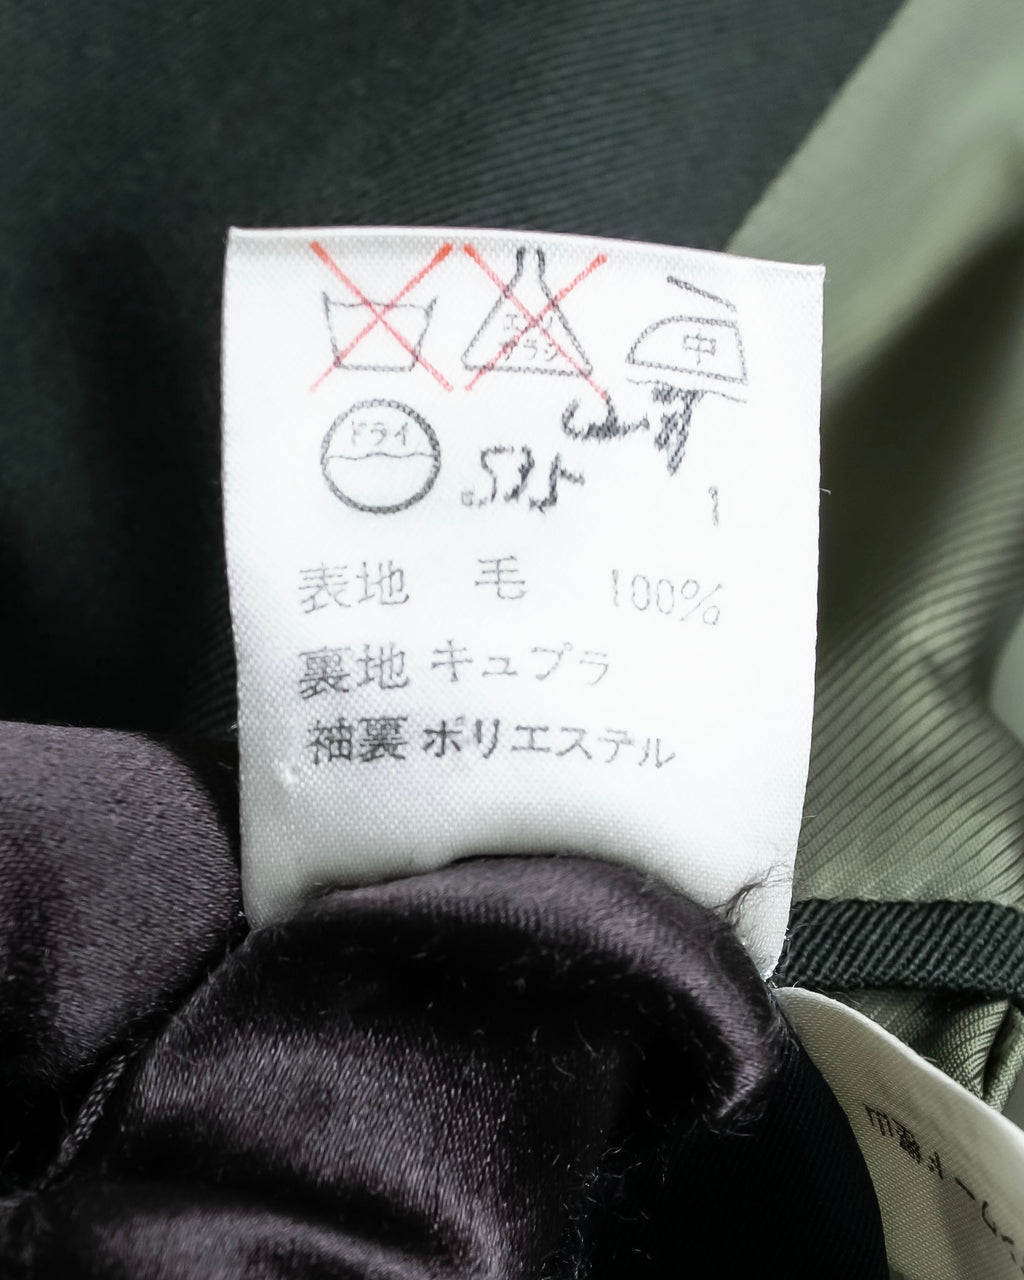 エンソ
サラシ
中
ドライ
1
表地 毛 100%
裏地 キュプラ
袖裏 ポリエステル